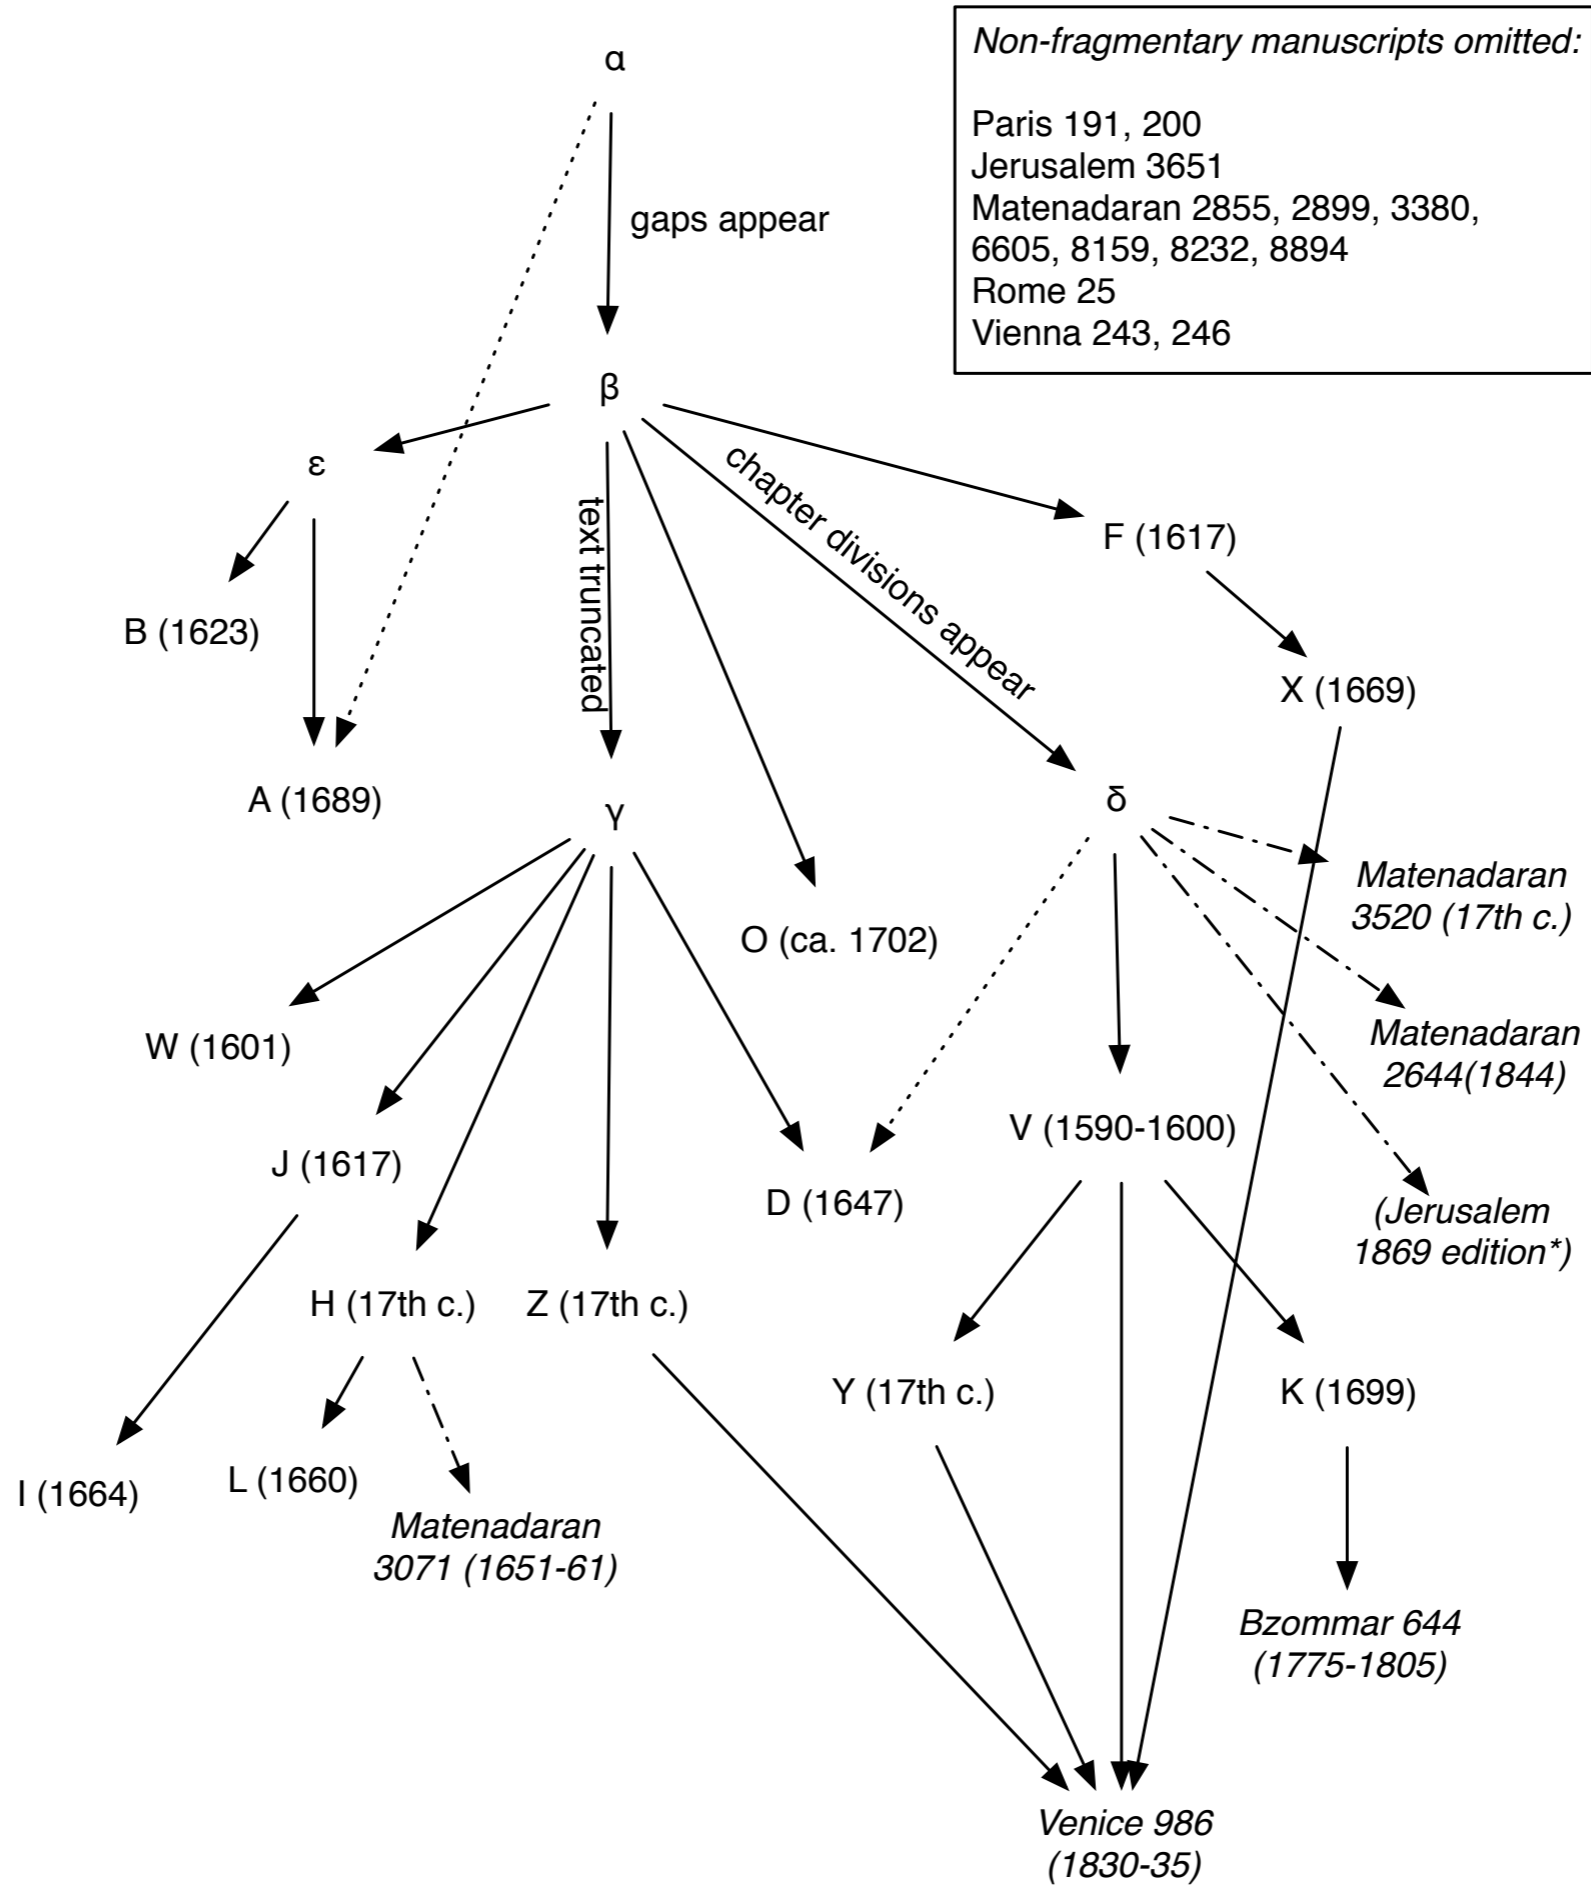 Non-fragmentary manuscripts omitted:
Paris 191, 200
Jerusalem 3651
Matenadaran 2855, 2899, 3380,
6605, 8159, 8232, 8894
Rome 25
Vienna 243, 246
α
gaps appear
β
ε
text truncated
chapter divisions appear
F (1617)
B (1623)
X (1669)
A (1689)
γ
δ
Matenadaran
3520 (17th c.)
O (ca. 1702)
W (1601)
Matenadaran
2644(1844)
V (1590-1600)
J (1617)
D (1647)
(Jerusalem
1869 edition*)
H (17th c.)
Z (17th c.)
Y (17th c.)
K (1699)
I (1664)
L (1660)
Matenadaran
3071 (1651-61)
Bzommar 644
(1775-1805)
Venice 986
(1830-35)